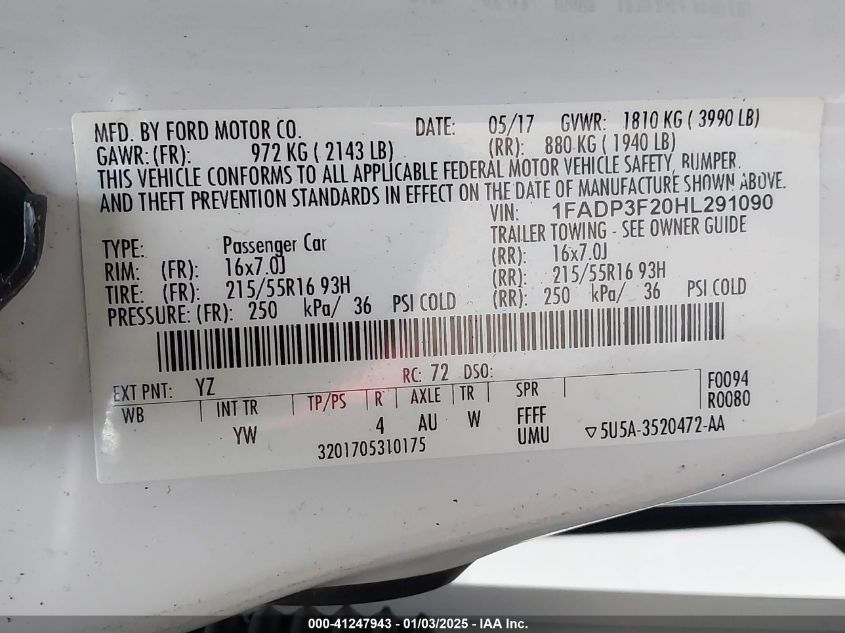 MFD. BY FORD MOTOR CO. DATE: 05/17 GVWR: 1810 KG ( 3990 LB)
GAWR: (FR): 972 KG ( 2143 LB) (RR): 880 KG ( 1940 LB)
THIS VEHICLE CONFORMS TO ALL APPLICABLE FEDERAL MOTOR VEHICLE SAFETY, BUMPER,
AND THEFT PREVENTION STANDARDS IN EFFECT ON THE DATE OF MANUFACTURE SHOWN ABOVE.
VIN: 1FADP3F20HL291090
TYPE: Passenger Car TRAILER TOWING - SEE OWNER GUIDE
RIM: (FR): 16x7.0J (RR): 16x7.0J
TIRE: (FR): 215/55R16 93H (RR): 215/55R16 93H
PRESSURE: (FR): 250 kPa/ 36 PSI COLD (RR): 250 kPa/ 36 PSI COLD
EXT PNT: YZ RC: 72 DSO: F0094
WB INT TR TP/PS R AXLE TR SPR R0080
YW 4 AU W FFFF
UMU ▽5U5A-3520472-AA
3201705310175
000-41247943 - 01/03/2025 - IAA Inc.